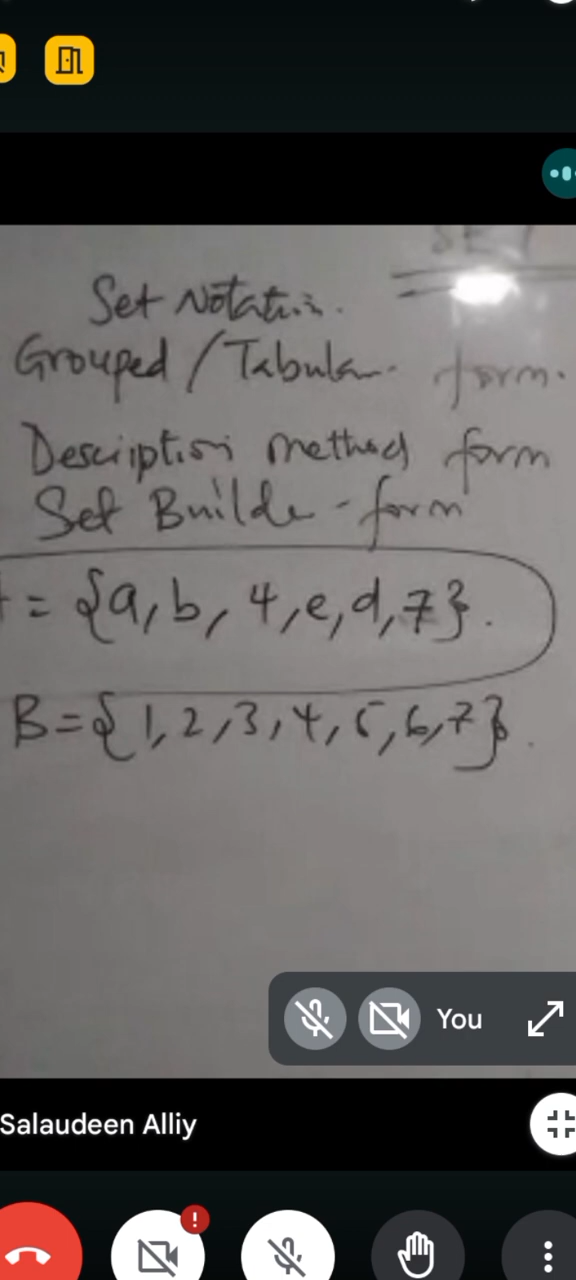 SET
Set Notation.
Grouped / Tabular form.
Description method form
Set Builder - form
= {a, b, 4, e, d, 7}.
B = {1, 2, 3, 4, 5, 6, 7}.
You
Salaudeen Alliy
!